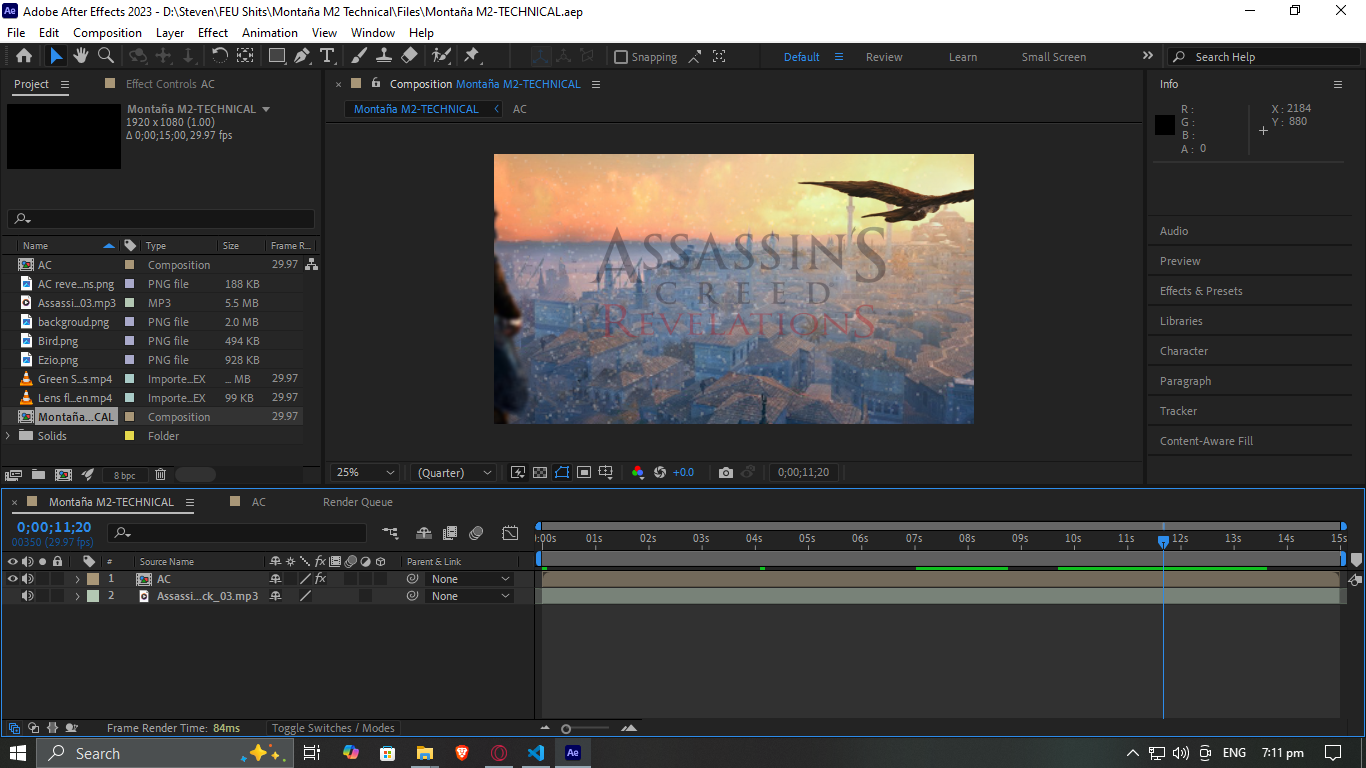 Adobe After Effects 2023 - D:\Steven\FEU Shits\Montaña M2 Technical\Files\Montaña M2-TECHNICAL.aep
File Edit Composition Layer Effect Animation View Window Help
Snapping Default Review Learn Small Screen Search Help
Project Effect Controls AC
Composition Montaña M2-TECHNICAL
Info
Montaña M2-TECHNICAL
1920 x 1080 (1.00)
Δ 0;00;15;00, 29.97 fps
Montaña M2-TECHNICAL AC
R :
G :
B :
A : 0
X : 2184
Y : 880
ASSASSIN'S
CREED
REVELATIONS
Name Type Size Frame R...
AC Composition 29.97
AC reve...ns.png PNG file 188 KB
Assassi...03.mp3 MP3 5.5 MB
backgroud.png PNG file 2.0 MB
Bird.png PNG file 494 KB
Ezio.png PNG file 928 KB
Green S...s.mp4 Importe...EX ... MB 29.97
Lens fl...en.mp4 Importe...EX 99 KB 29.97
Montaña...CAL Composition 29.97
Solids Folder
8 bpc
25% (Quarter) +0.0 0;00;11;20
Audio
Preview
Effects & Presets
Libraries
Character
Paragraph
Tracker
Content-Aware Fill
Montaña M2-TECHNICAL AC Render Queue
0;00;11;20
00350 (29.97 fps)
:00s 01s 02s 03s 04s 05s 06s 07s 08s 09s 10s 11s 12s 13s 14s 15s
# Source Name fx Parent & Link
1 AC fx None
2 Assassi...ck_03.mp3 None
Frame Render Time: 84ms Toggle Switches / Modes
Search Ae ENG 7:11 pm